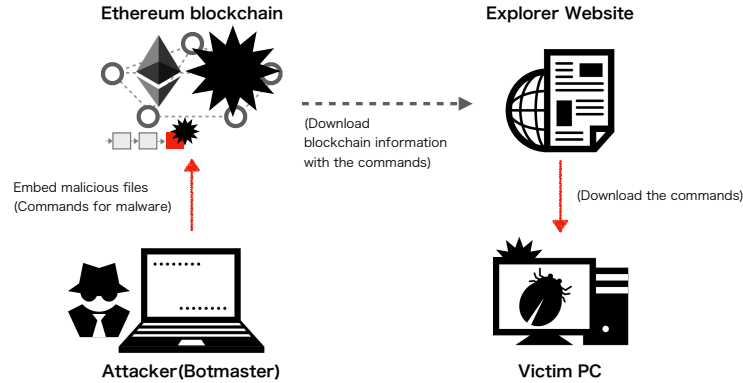 Ethereum blockchain
Explorer Website
(Download
blockchain information
with the commands)
Embed malicious files
(Commands for malware)
(Download the commands)
Attacker(Botmaster)
Victim PC